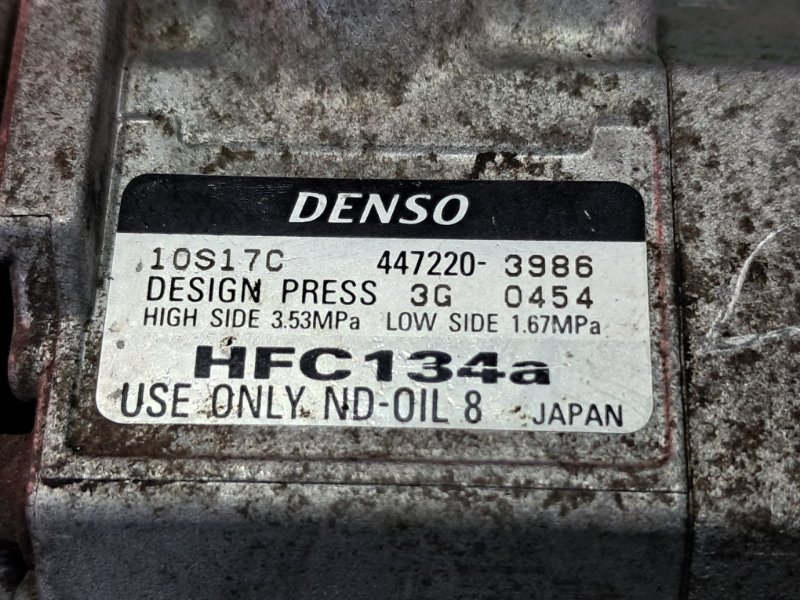 DENSO
10S17C 447220- 3986
DESIGN PRESS 3G 0454
HIGH SIDE 3.53MPa LOW SIDE 1.67MPa
HFC134a
USE ONLY ND-OIL 8 JAPAN